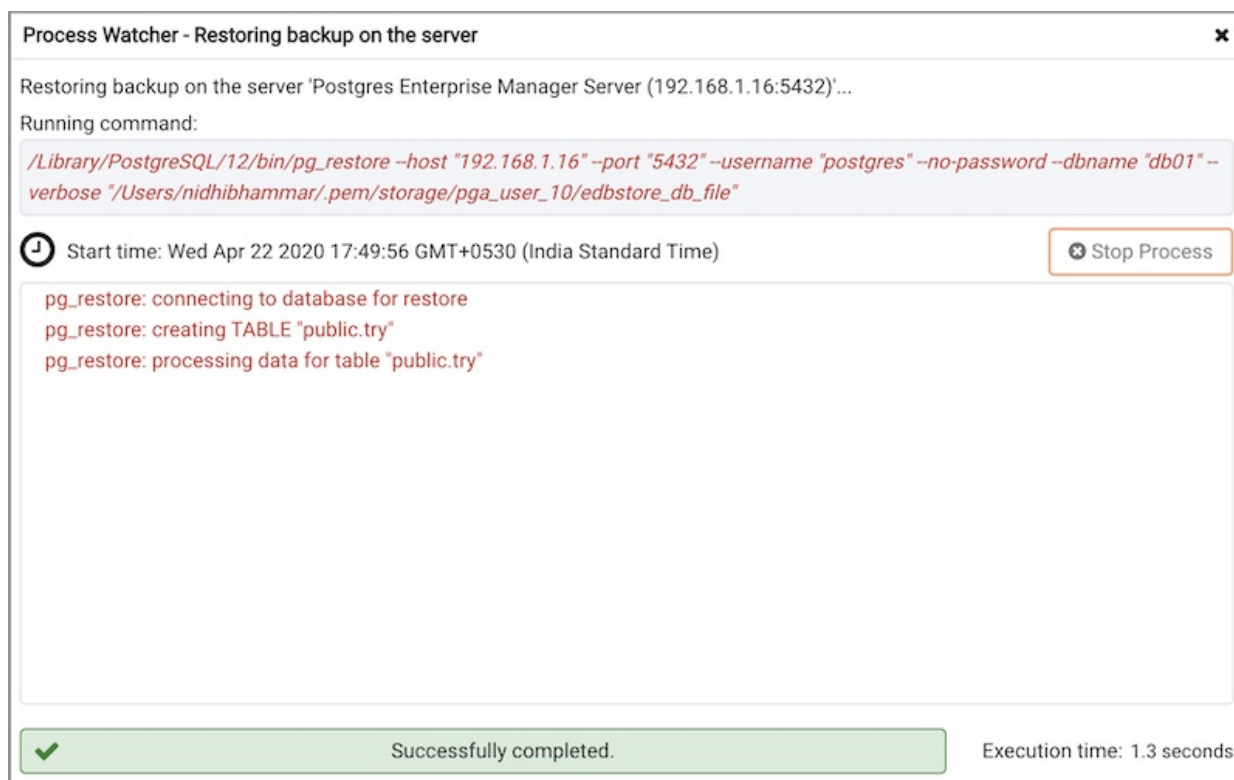 Process Watcher - Restoring backup on the server
Restoring backup on the server 'Postgres Enterprise Manager Server (192.168.1.16:5432)'...
Running command:
/Library/PostgreSQL/12/bin/pg_restore --host "192.168.1.16" --port "5432" --username "postgres" --no-password --dbname "db01" --
verbose "/Users/nidhibhammar/.pem/storage/pga_user_10/edbstore_db_file"
Start time: Wed Apr 22 2020 17:49:56 GMT+0530 (India Standard Time)
Stop Process
pg_restore: connecting to database for restore
pg_restore: creating TABLE "public.try"
pg_restore: processing data for table "public.try"
Successfully completed.
Execution time: 1.3 seconds